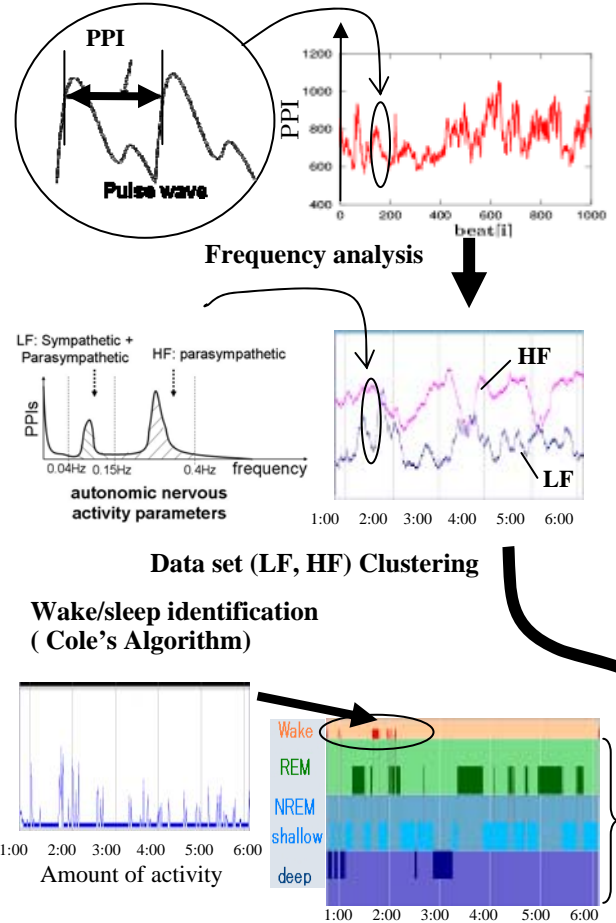 PPI
Pulse wave
PPI
1200
1000
800
600
400
0 200 400 600 800 1000
beat[i]
Frequency analysis
LF: Sympathetic +
Parasympathetic
HF: parasympathetic
PPIs
0.04Hz 0.15Hz 0.4Hz frequency
autonomic nervous
activity parameters
HF
LF
1:00 2:00 3:00 4:00 5:00 6:00
Data set (LF, HF) Clustering
Wake/sleep identification
( Cole's Algorithm)
1:00 2:00 3:00 4:00 5:00 6:00
Amount of activity
Wake
REM
NREM
shallow
deep
1:00 2:00 3:00 4:00 5:00 6:00